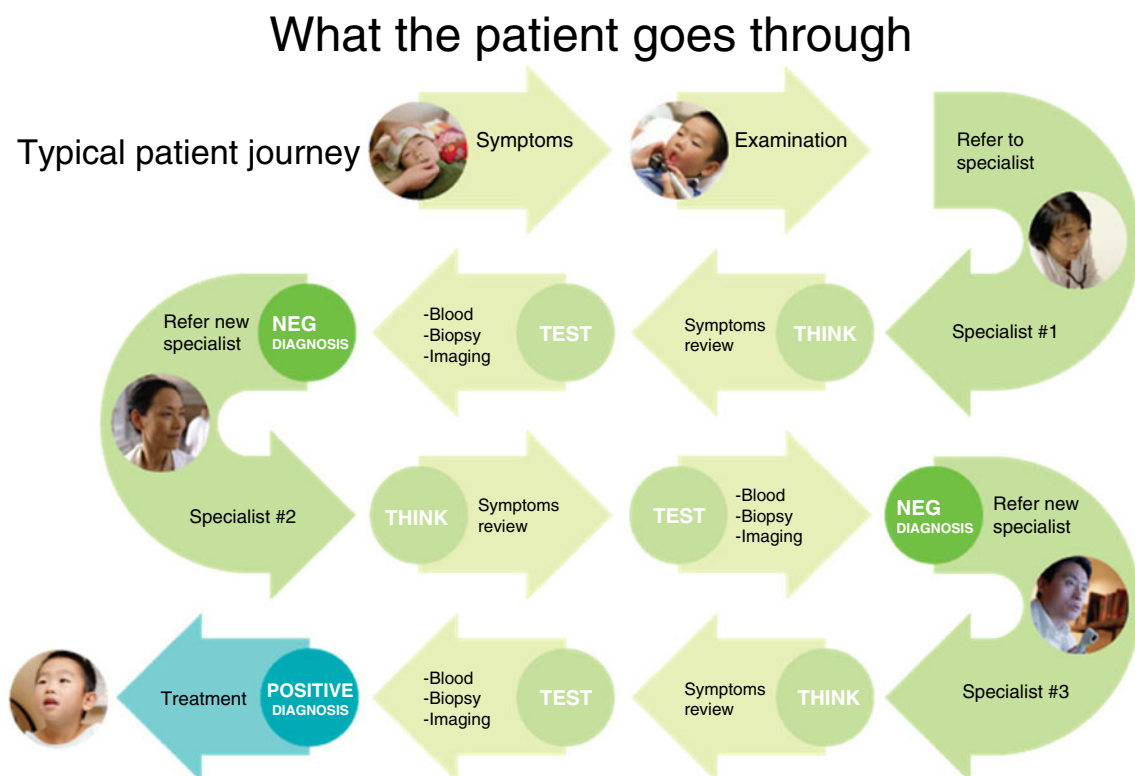 What the patient goes through
Typical patient journey
Symptoms
Examination
Refer to
specialist
Specialist #1
THINK
Symptoms
review
TEST
-Blood
-Biopsy
-Imaging
NEG
DIAGNOSIS
Refer new
specialist
Specialist #2
THINK
Symptoms
review
TEST
-Blood
-Biopsy
-Imaging
NEG
DIAGNOSIS
Refer new
specialist
Specialist #3
THINK
Symptoms
review
TEST
-Blood
-Biopsy
-Imaging
POSITIVE
DIAGNOSIS
Treatment